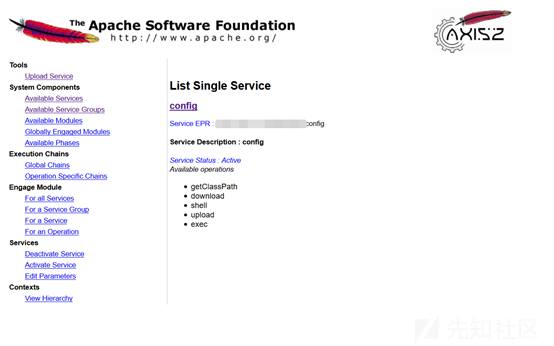 The Apache Software Foundation
http://www.apache.org/
AXIS2
Tools
Upload Service
System Components
Available Services
Available Service Groups
Available Modules
Globally Engaged Modules
Available Phases
Execution Chains
Global Chains
Operation Specific Chains
Engage Module
For all Services
For a Service Group
For a Service
For an Operation
Services
Deactivate Service
Activate Service
Edit Parameters
Contexts
View Hierarchy
List Single Service
config
Service EPR : config
Service Description : config
Service Status : Active
Available operations
getClassPath
download
shell
upload
exec
先知社区